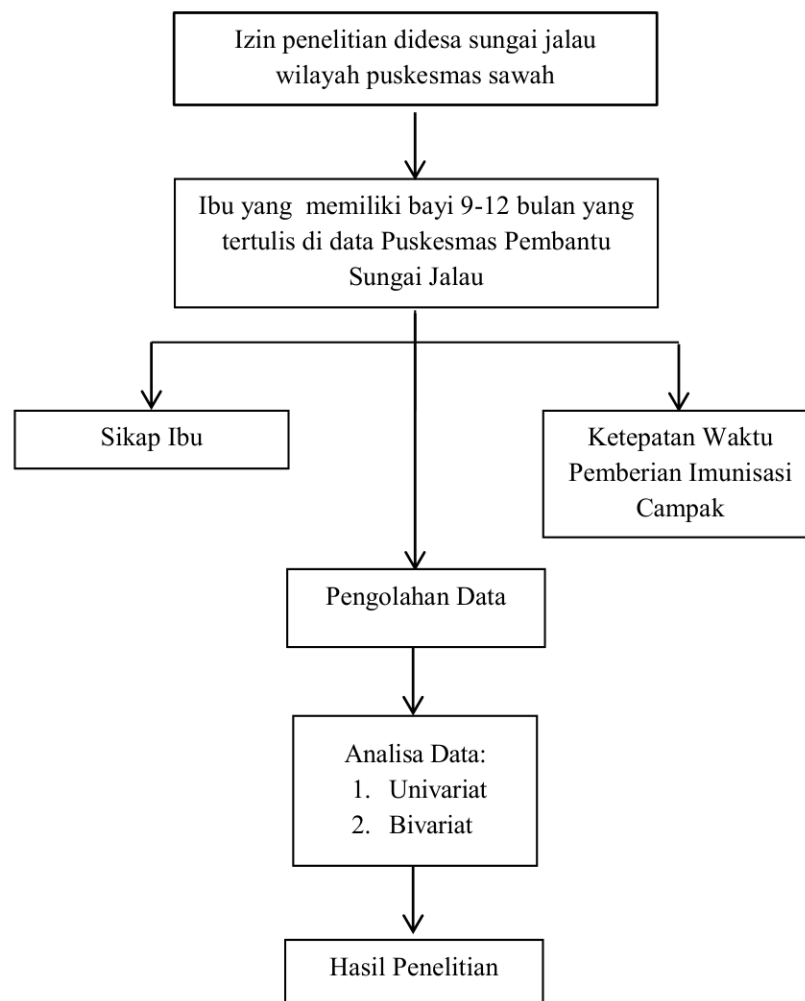 Izin penelitian didesa sungai jalau
wilayah puskesmas sawah
Ibu yang memiliki bayi 9-12 bulan yang
tertulis di data Puskesmas Pembantu
Sungai Jalau
Sikap Ibu
Ketepatan Waktu
Pemberian Imunisasi
Campak
Pengolahan Data
Analisa Data:
1. Univariat
2. Bivariat
Hasil Penelitian